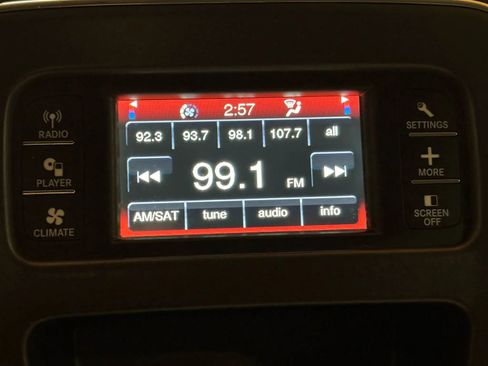 2:57
92.3 93.7 98.1 107.7 all
99.1 FM
AM/SAT tune audio info
RADIO
PLAYER
CLIMATE
SETTINGS
MORE
SCREEN
OFF